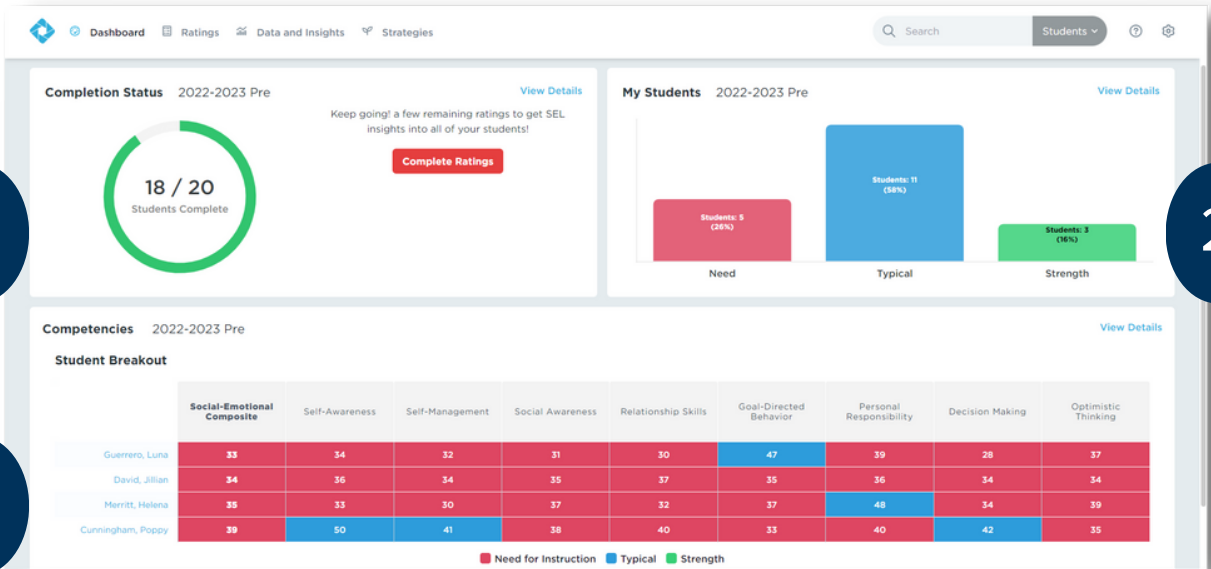 Dashboard Ratings Data and Insights Strategies Search Students
Completion Status 2022-2023 Pre View Details
Keep going! a few remaining ratings to get SEL
insights into all of your students!
Complete Ratings
18 / 20
Students Complete
My Students 2022-2023 Pre View Details
Students: 5
(26%)
Students: 11
(58%)
Students: 3
(16%)
Need Typical Strength
2
Competencies 2022-2023 Pre View Details
Student Breakout
Social-Emotional
Composite
Self-Awareness
Self-Management
Social Awareness
Relationship Skills
Goal-Directed
Behavior
Personal
Responsibility
Decision Making
Optimistic
Thinking
Guerrero, Luna 33 34 32 31 30 47 39 28 37
David, Jillian 34 36 34 35 37 35 36 34 34
Merritt, Helena 35 33 30 37 32 37 48 34 39
Cunningham, Poppy 39 50 41 38 40 33 40 42 35
Need for Instruction Typical Strength